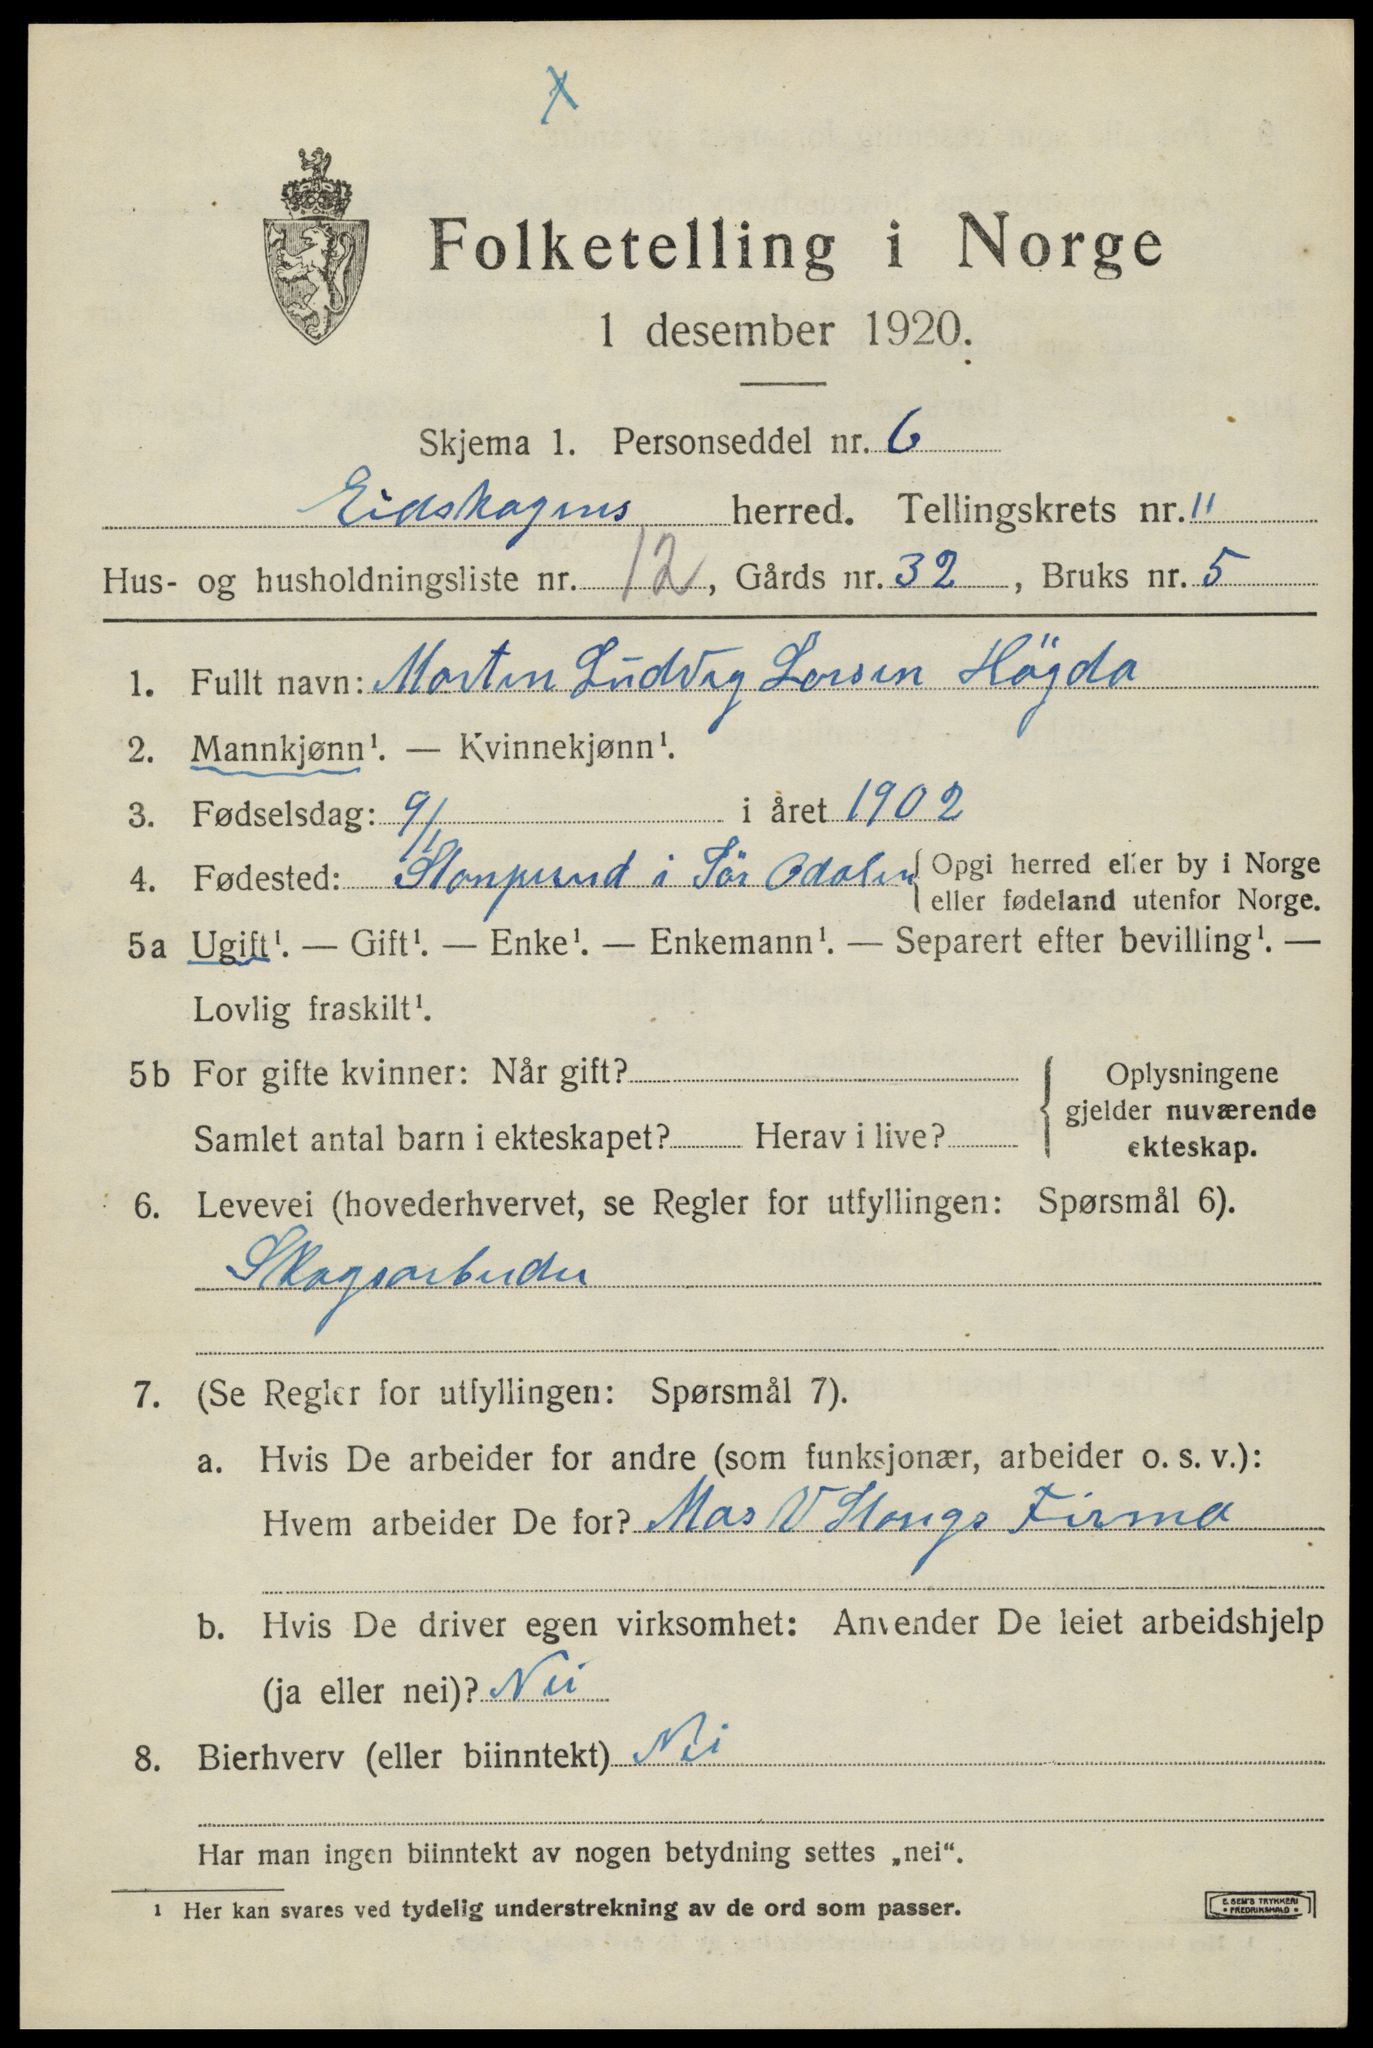 x
Folketelling i Norge
1 desember 1920.
Skjema 1. Personseddel nr. 6
Eidskogens herred. Tellingskrets nr. 11
Hus- og husholdningsliste nr. 12, Gårds nr. 32, Bruks nr. 5
1. Fullt navn: Morten Ludvig Larsen Högda
2. Mannkjønn¹. — Kvinnekjønn¹.
3. Fødselsdag: 9/1 i året 1902
4. Fødested: i Sör Odalen { Opgi herred eller by i Norge
eller fødeland utenfor Norge.
5a Ugift¹. — Gift¹. — Enke¹. — Enkemann¹. — Separert efter bevilling¹. —
Lovlig fraskilt¹.
5b For gifte kvinner: Når gift?
Samlet antal barn i ekteskapet? Herav i live?
{ Oplysningene
gjelder nuværende
ekteskap.
6. Levevei (hovederhvervet, se Regler for utfyllingen: Spørsmål 6).
Skogsarbeider
7. (Se Regler for utfyllingen: Spørsmål 7).
a. Hvis De arbeider for andre (som funksjonær, arbeider o. s. v.):
Hvem arbeider De for? Mas V Stangs Firma
b. Hvis De driver egen virksomhet: Anvender De leiet arbeidshjelp
(ja eller nei)? Nei
8. Bierhverv (eller biinntekt) Nei
Har man ingen biinntekt av nogen betydning settes „nei“.
¹ Her kan svares ved tydelig understrekning av de ord som passer.
E. SEM'S TRYKKERI
FREDRIKSHALD